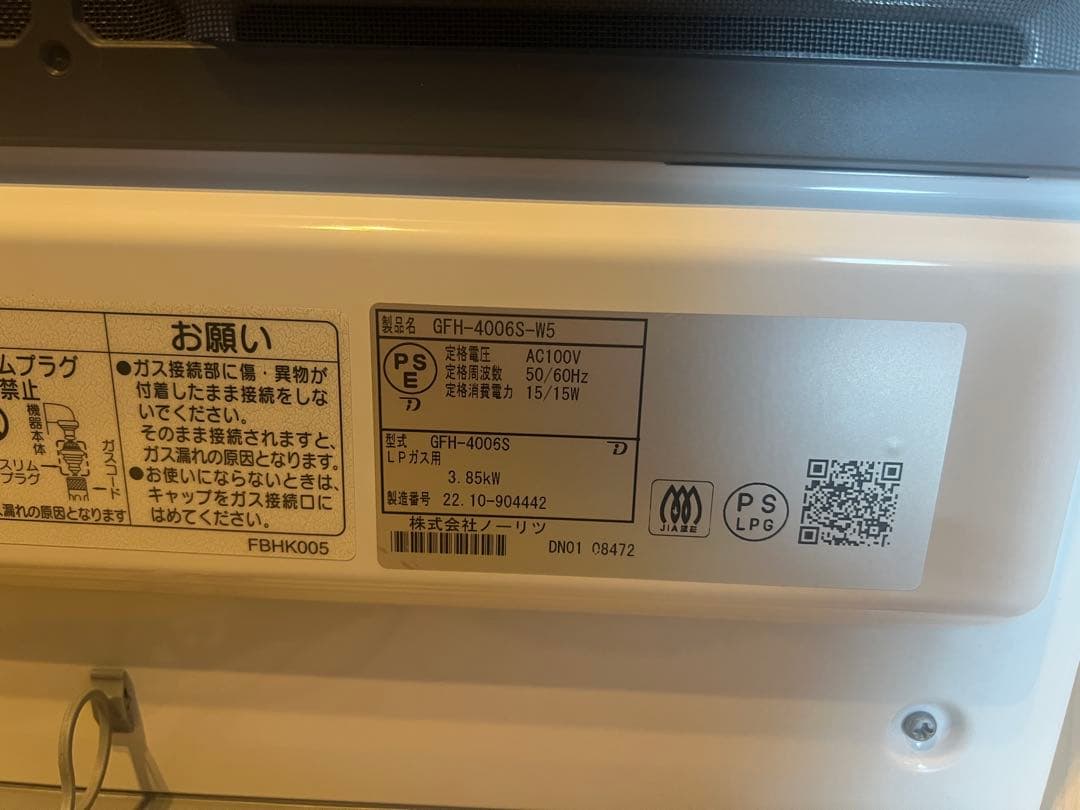 ムプラグ
禁止
機器本体
ガスコード
スリム
プラグ
漏れの原因となります
お願い
●ガス接続部に傷・異物が
付着したまま接続をしな
いでください。
そのまま接続されますと、
ガス漏れの原因となります。
●お使いにならないときは、
キャップをガス接続口に
はめてください。
FBHK005
製品名 GFH-4006S-W5
PS
E
定格電圧 AC100V
定格周波数 50/60Hz
定格消費電力 15/15W
型式 GFH-4006S
LPガス用
3.85kW
製造番号 22.10-904442
株式会社ノーリツ
DN01 08472
JIA認証
PS
LPG